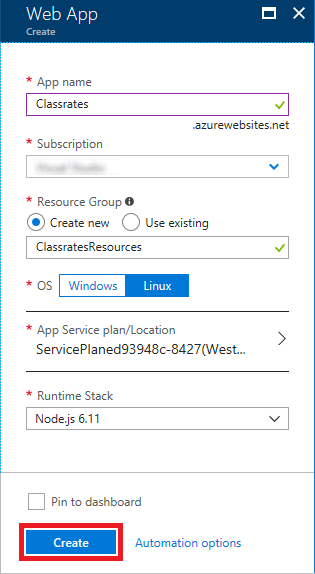 Web App
Create
* App name
Classrates
.azurewebsites.net
* Subscription
* Resource Group
Create new Use existing
ClassratesResources
* OS Windows Linux
* App Service plan/Location
ServicePlaned93948c-8427(West...
* Runtime Stack
Node.js 6.11
Pin to dashboard
Create Automation options